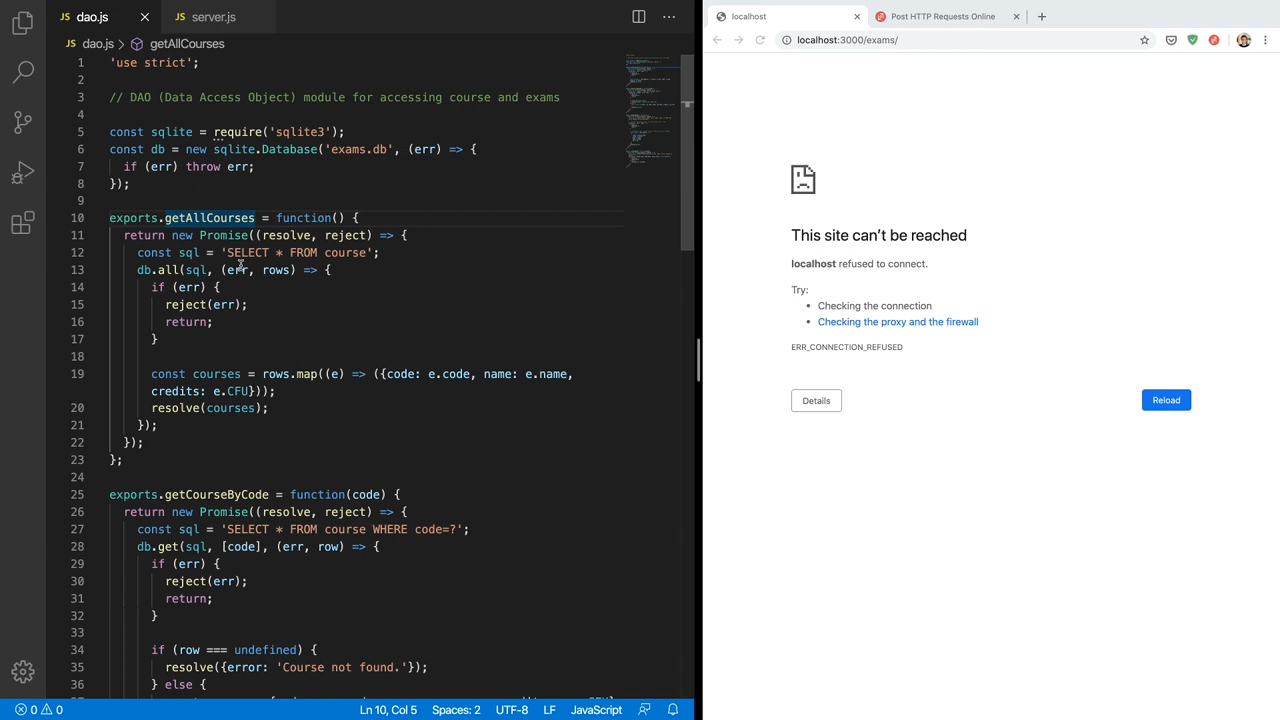 dao.js
server.js
dao.js > getAllCourses
1 'use strict';
2
3 // DAO (Data Access Object) module for accessing course and exams
4
5 const sqlite = require('sqlite3');
6 const db = new sqlite.Database('exams.db', (err) => {
7 if (err) throw err;
8 });
9
10 exports.getAllCourses = function() {
11 return new Promise((resolve, reject) => {
12 const sql = 'SELECT * FROM course';
13 db.all(sql, (err, rows) => {
14 if (err) {
15 reject(err);
16 return;
17 }
18
19 const courses = rows.map((e) => ({code: e.code, name: e.name,
credits: e.CFU}));
20 resolve(courses);
21 });
22 });
23 };
24
25 exports.getCourseByCode = function(code) {
26 return new Promise((resolve, reject) => {
27 const sql = 'SELECT * FROM course WHERE code=?';
28 db.get(sql, [code], (err, row) => {
29 if (err) {
30 reject(err);
31 return;
32 }
33
34 if (row === undefined) {
35 resolve({error: 'Course not found.'});
36 } else {
0 0
Ln 10, Col 5
Spaces: 2
UTF-8
LF
JavaScript
localhost
Post HTTP Requests Online
localhost:3000/exams/
This site can't be reached
localhost refused to connect.
Try:
• Checking the connection
• Checking the proxy and the firewall
ERR_CONNECTION_REFUSED
Details
Reload